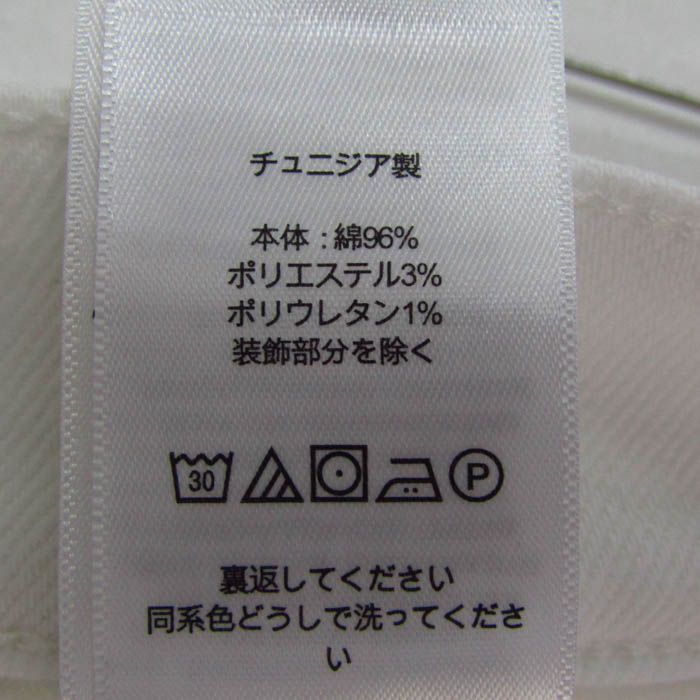 チュニジア製
本体 : 綿96%
ポリエステル3%
ポリウレタン1%
装飾部分を除く
30 P
裏返してください
同系色どうしで洗ってくださ
い